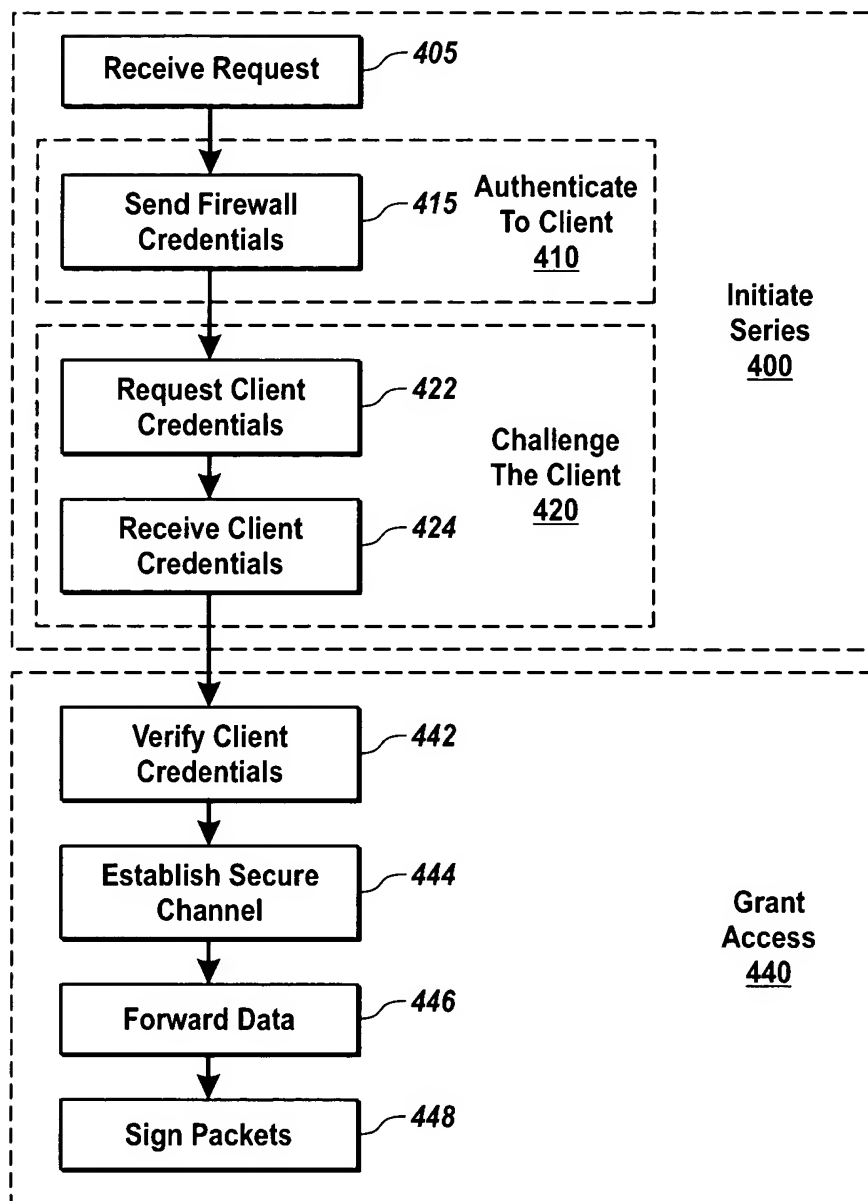 Receive Request
405
Send Firewall
Credentials
415
Authenticate
To Client
410
Initiate
Series
400
Request Client
Credentials
422
Challenge
The Client
420
Receive Client
Credentials
424
Verify Client
Credentials
442
Establish Secure
Channel
444
Grant
Access
440
Forward Data
446
Sign Packets
448